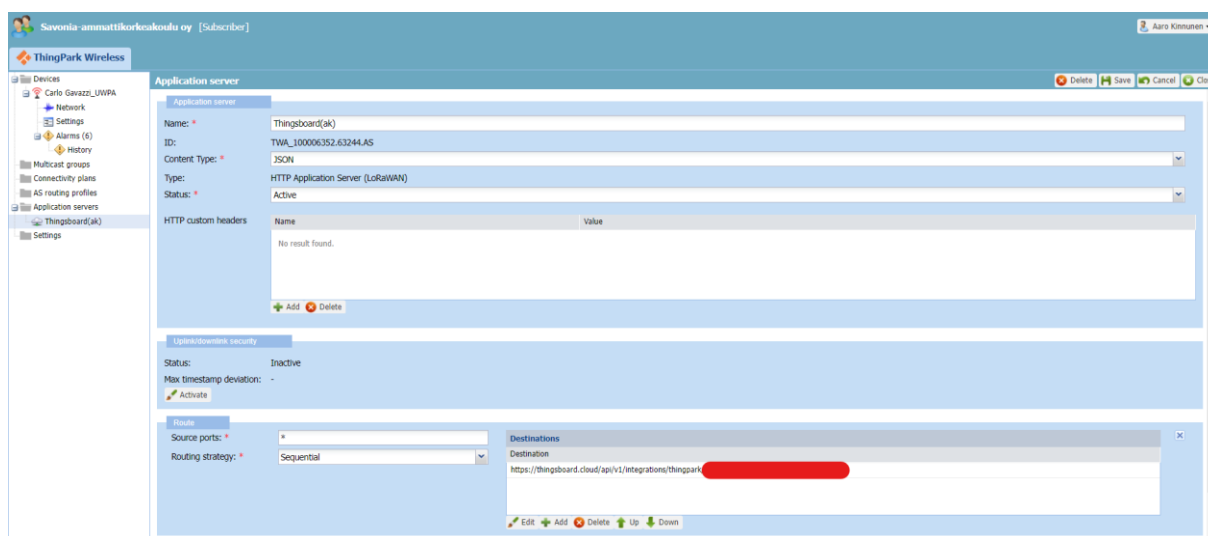 Savonia-ammattikorkeakoulu oy [Subscriber]
Aaro Kinnunen
ThingPark Wireless
Devices
Carlo Gavazzi_UWPA
Network
Settings
Alarms (6)
History
Multicast groups
Connectivity plans
AS routing profiles
Application servers
Thingsboard(ak)
Settings
Application server
Delete Save Cancel Clo
Application server
Name: * Thingsboard(ak)
ID: TWA_100006352.63244.AS
Content Type: * JSON
Type: HTTP Application Server (LoRaWAN)
Status: * Active
HTTP custom headers Name Value
No result found.
Add Delete
Uplink/downlink security
Status: Inactive
Max timestamp deviation: -
Activate
Route
Source ports: * *
Routing strategy: * Sequential
Destinations
Destination
https://thingsboard.cloud/api/v1/integrations/thingpark
Edit Add Delete Up Down